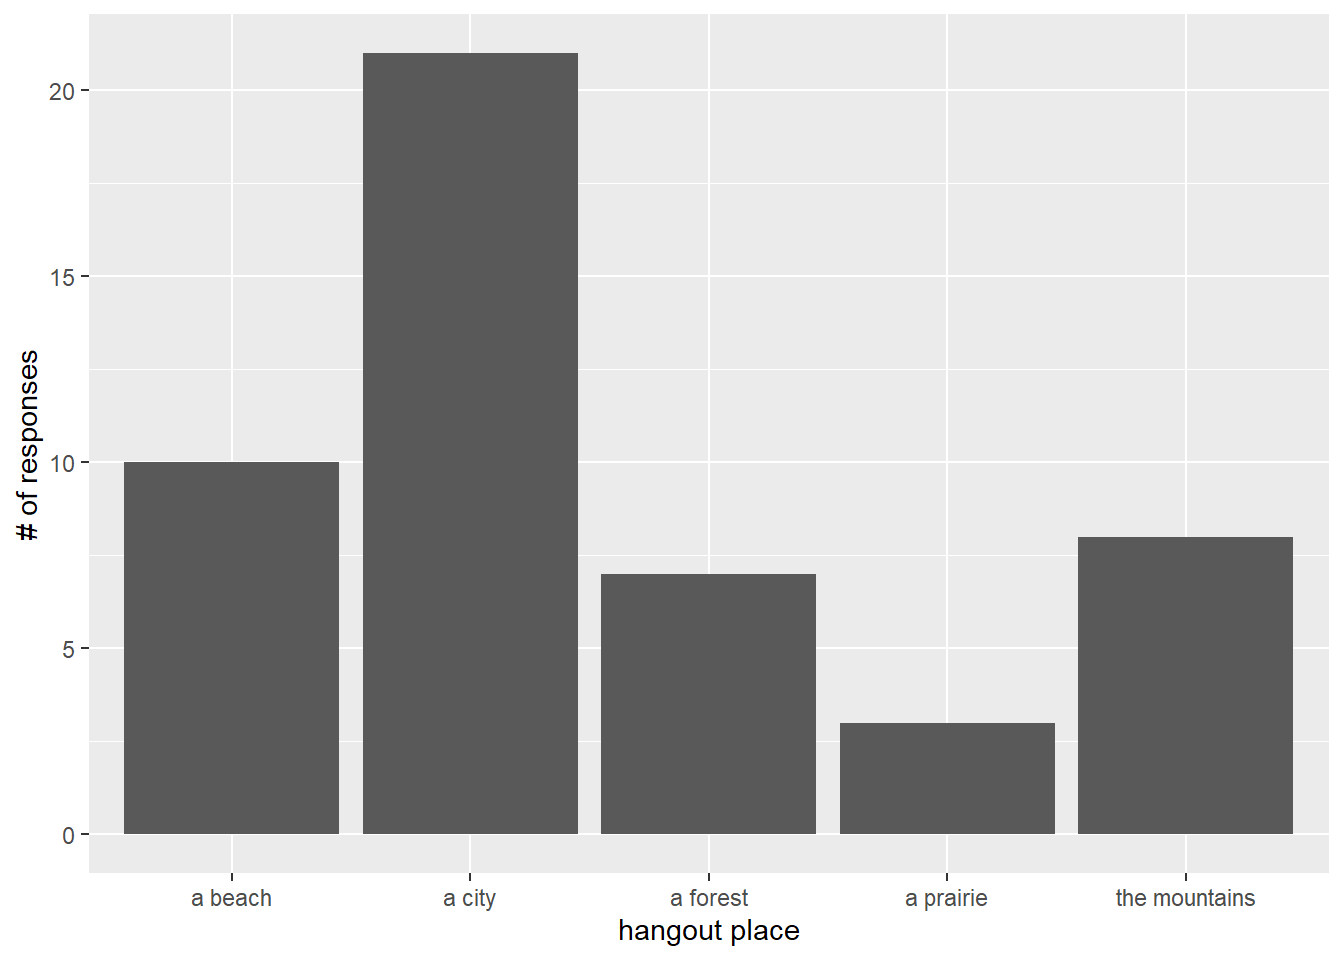 # of responses
20
15
10
5
0
a beach a city a forest a prairie the mountains
hangout place